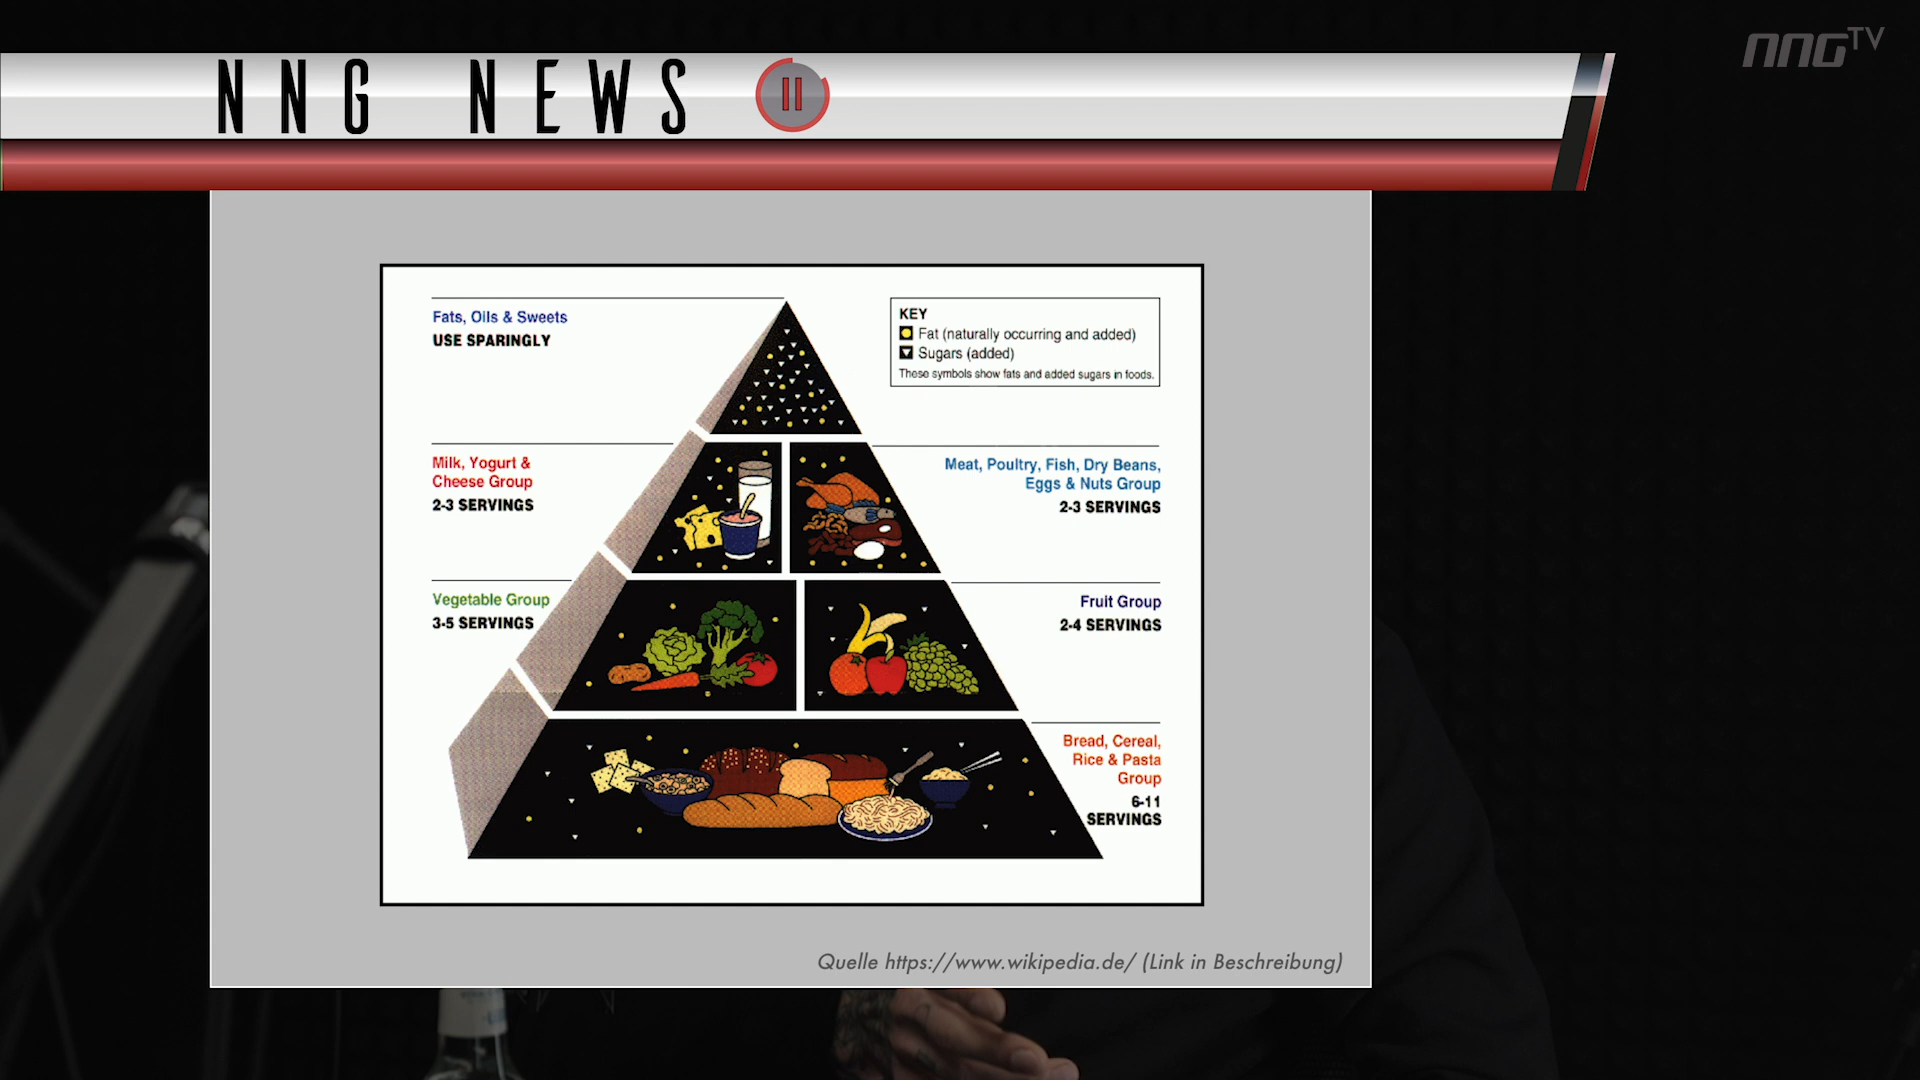 nnG TV
NNG NEWS
Fats, Oils & Sweets
USE SPARINGLY
KEY
Fat (naturally occurring and added)
Sugars (added)
These symbols show fats and added sugars in foods.
Milk, Yogurt &
Cheese Group
2-3 SERVINGS
Meat, Poultry, Fish, Dry Beans,
Eggs & Nuts Group
2-3 SERVINGS
Vegetable Group
3-5 SERVINGS
Fruit Group
2-4 SERVINGS
Bread, Cereal,
Rice & Pasta
Group
6-11
SERVINGS
Quelle https://www.wikipedia.de/ (Link in Beschreibung)